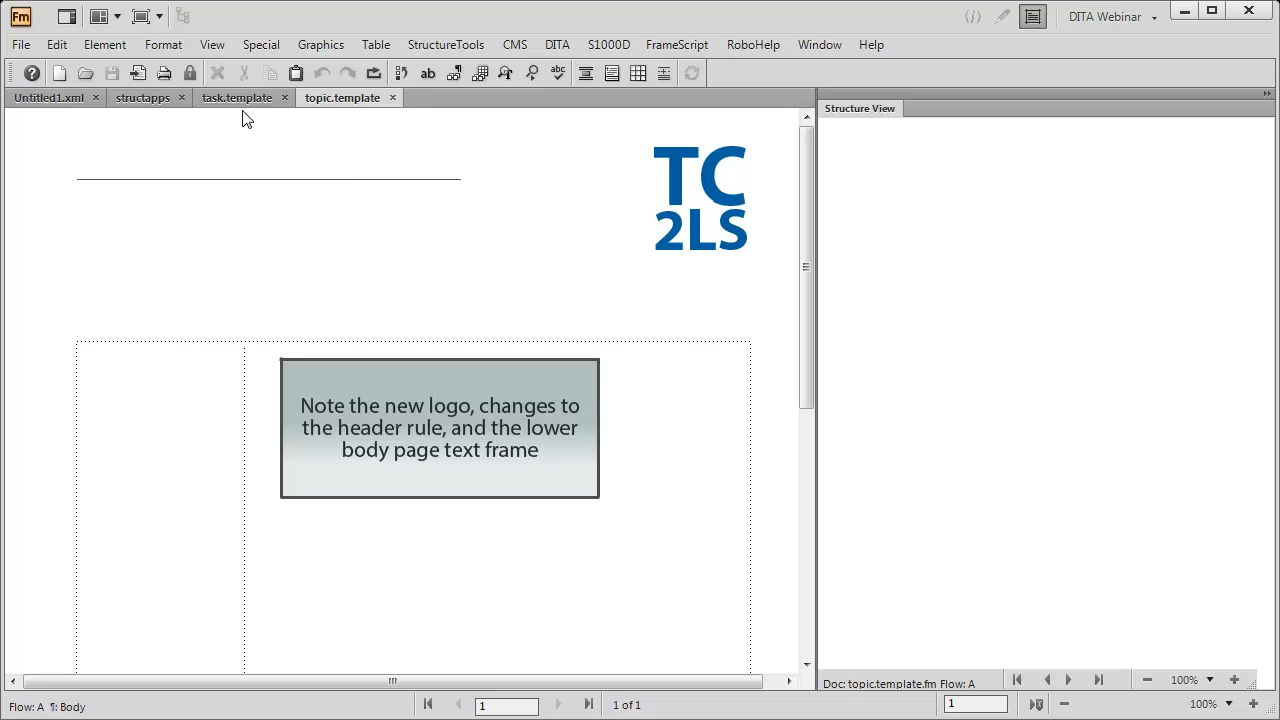 Fm
DITA Webinar
File Edit Element Format View Special Graphics Table StructureTools CMS DITA S1000D FrameScript RoboHelp Window Help
Untitled1.xml structapps task.template topic.template
Structure View
TC
2LS
Note the new logo, changes to
the header rule, and the lower
body page text frame
Doc: topic.template.fm Flow: A
100%
Flow: A ¶: Body
1
1 of 1
1
100%